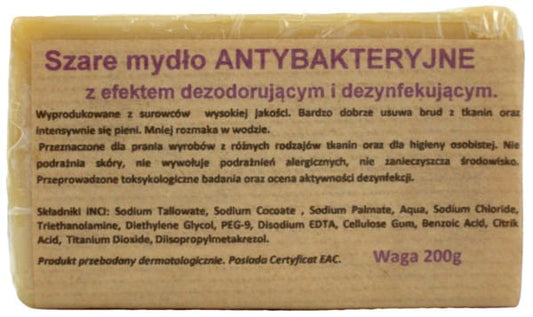 Szare mydło ANTYBAKTERYJNE
z efektem dezodorującym i dezynfekującym.
Wyprodukowane z surowców wysokiej jakości. Bardzo dobrze usuwa brud z tkanin oraz
intensywnie się pieni. Mniej rozmaka w wodzie.
Przeznaczone dla prania wyrobów z różnych rodzajów tkanin oraz dla higieny osobistej. Nie
podrażnia skóry, nie wywołuje podrażnień alergicznych, nie zanieczyszcza środowisko.
Przeprowadzone toksykologiczne badania oraz ocena aktywności dezynfekcji.
Składniki INCI: Sodium Tallowate, Sodium Cocoate , Sodium Palmate, Aqua, Sodium Chloride,
Triethanolamine, Diethylene Glycol, PEG-9, Disodium EDTA, Cellulose Gum, Benzoic Acid, Citrik
Acid, Titanium Dioxide, Diisopropylmetakrezol.
Produkt przebadany dermatologicznie. Posiada Certyficat EAC.
Waga 200g